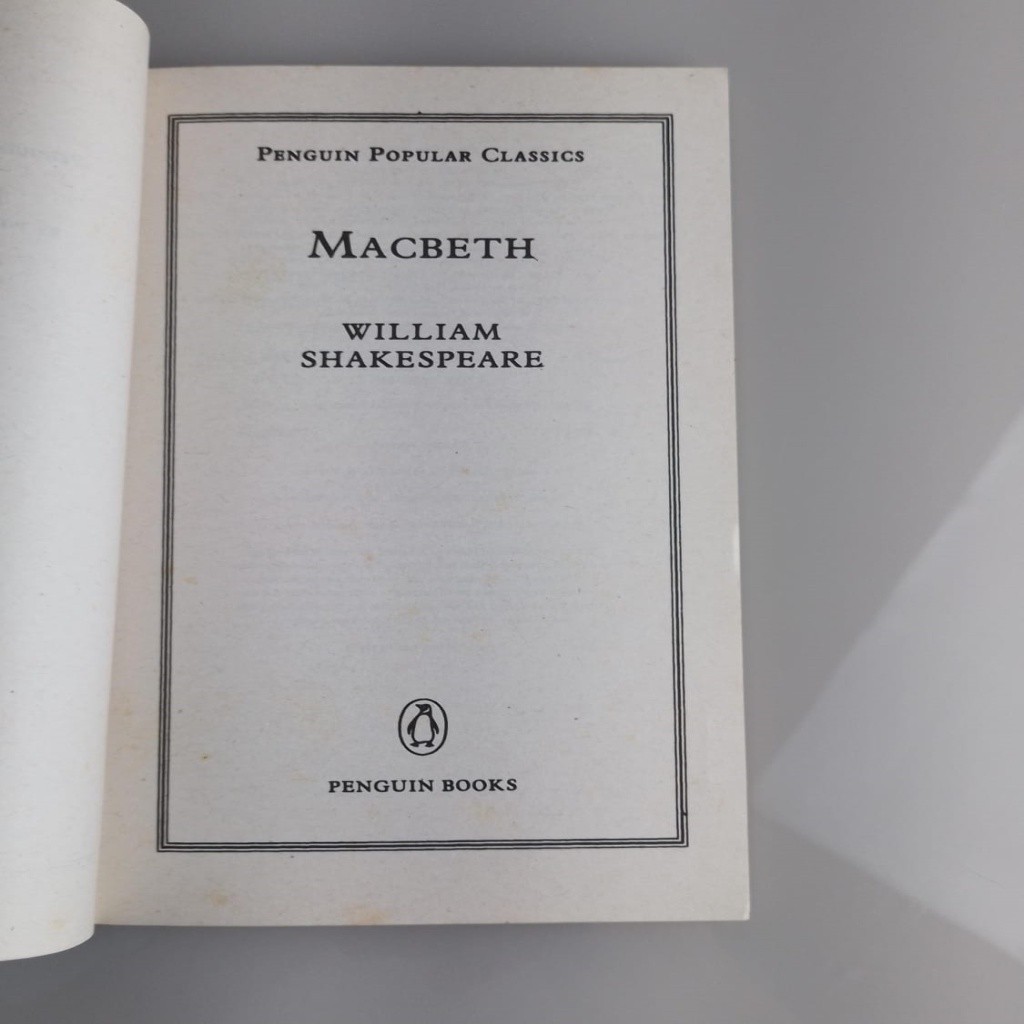 PENGUIN POPULAR CLASSICS
MACBETH
WILLIAM
SHAKESPEARE
PENGUIN BOOKS